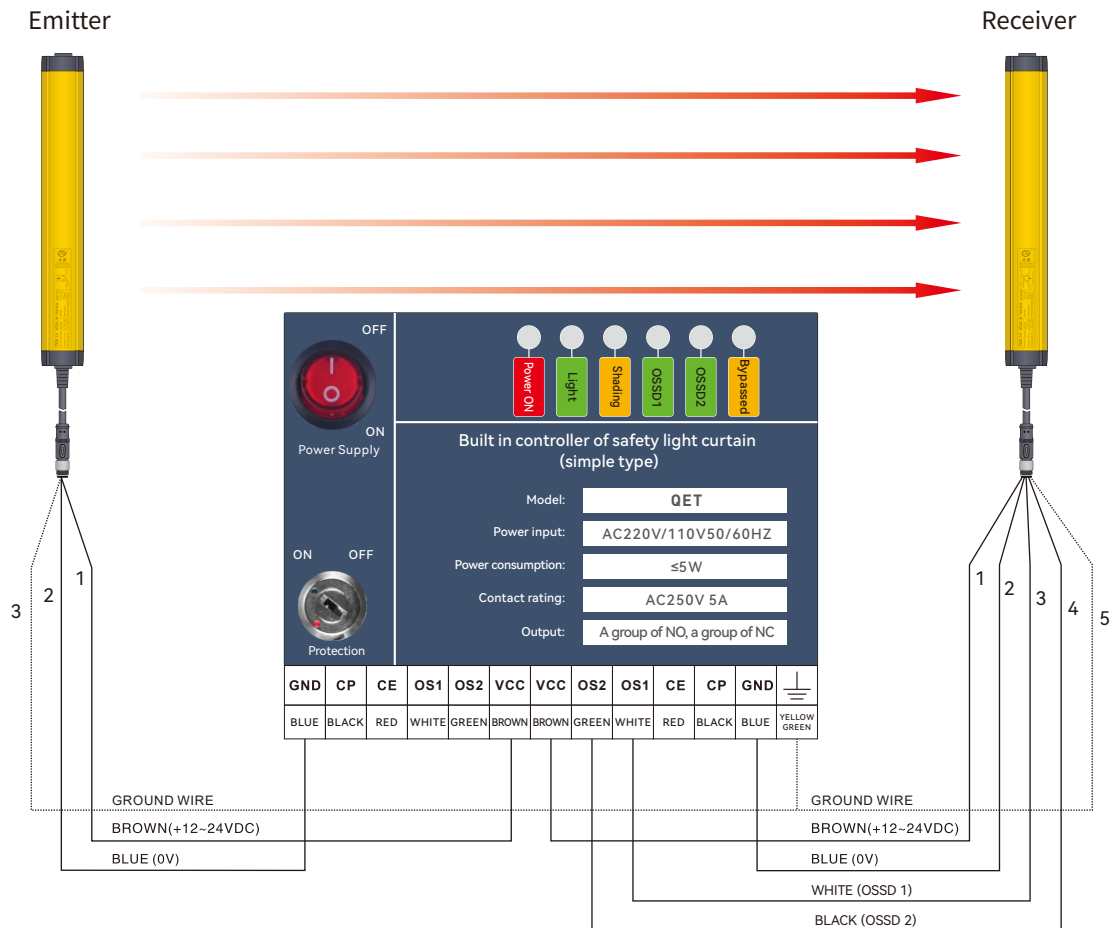 Emitter
Receiver
OFF
ON
Power Supply
ON OFF
Protection
Power ON
Light
Shading
OSSD1
OSSD2
Bypassed
Built in controller of safety light curtain
(simple type)
Model: QET
Power input: AC220V/110V50/60HZ
Power consumption: ≤5W
Contact rating: AC250V 5A
Output: A group of NO, a group of NC
GND CP CE OS1 OS2 VCC VCC OS2 OS1 CE CP GND
BLUE BLACK RED WHITE GREEN BROWN BROWN GREEN WHITE RED BLACK BLUE YELLOW
GREEN
3 2 1
1 2 3 4 5
GROUND WIRE
BROWN(+12~24VDC)
BLUE (0V)
GROUND WIRE
BROWN(+12~24VDC)
BLUE (0V)
WHITE (OSSD 1)
BLACK (OSSD 2)